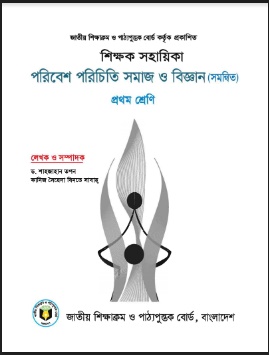 জাতীয় শিক্ষাক্রম ও পাঠ্যপুস্তক বোর্ড কর্তৃক প্রকাশিত
শিক্ষক সহায়িকা
পরিবেশ পরিচিতি সমাজ ও বিজ্ঞান (সমন্বিত)
প্রথম শ্রেণি
লেখক ও সম্পাদক
ড. শাহজাহান তপন
জাতীয় শিক্ষাক্রম ও পাঠ্যপুস্তক বোর্ড, বাংলাদেশ